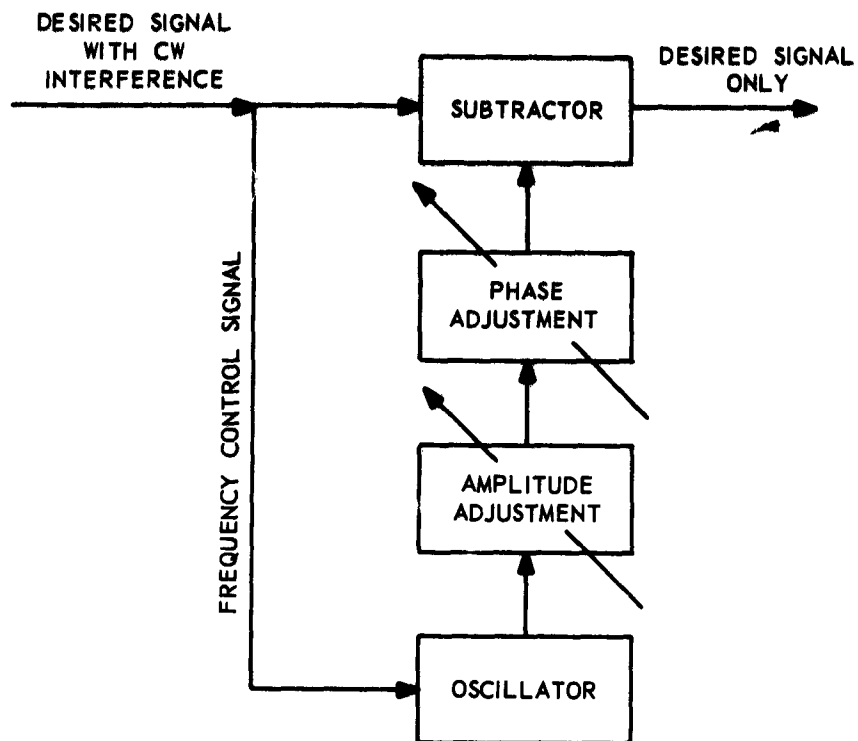 DESIRED SIGNAL
WITH CW
INTERFERENCE
DESIRED SIGNAL
ONLY
SUBTRACTOR
PHASE
ADJUSTMENT
FREQUENCY CONTROL SIGNAL
AMPLITUDE
ADJUSTMENT
OSCILLATOR